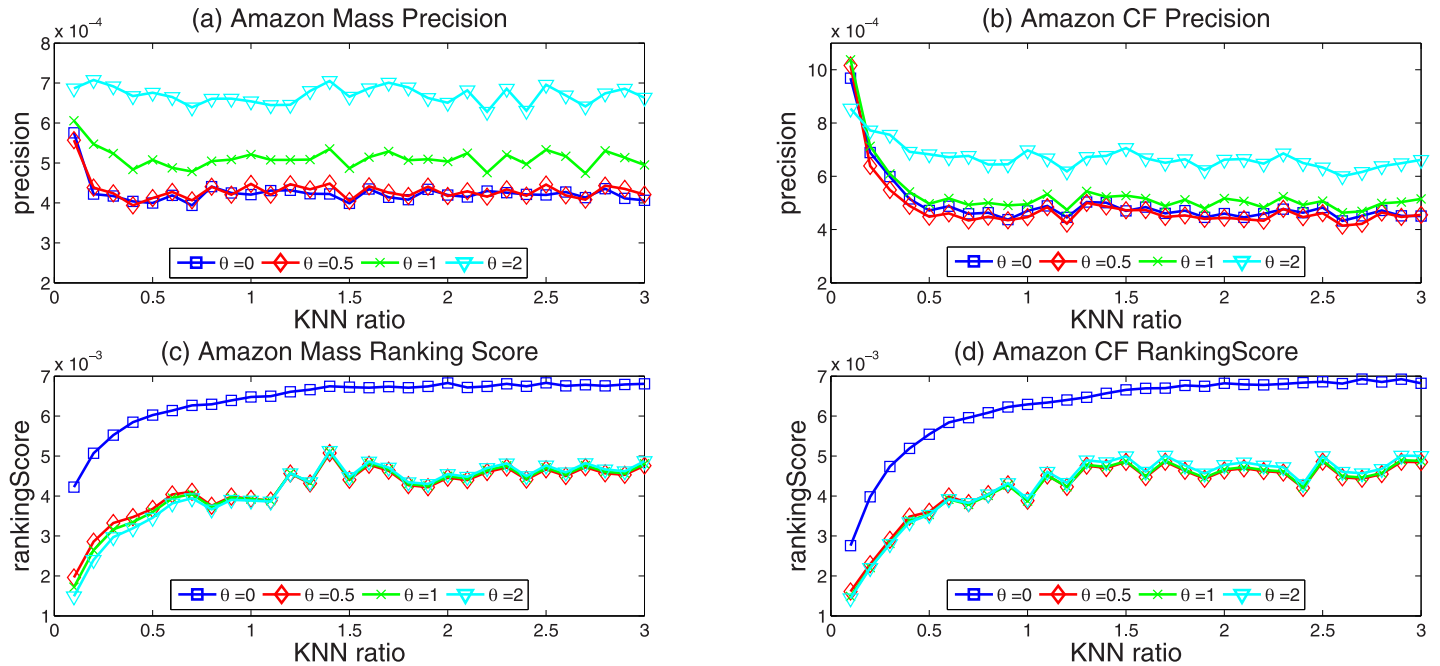 (a) Amazon Mass Precision
x 10⁻⁴
8
7
6
5
4
3
2
precision
0 0.5 1 1.5 2 2.5 3
KNN ratio
θ =0 θ =0.5 θ =1 θ =2
(b) Amazon CF Precision
x 10⁻⁴
10
8
6
4
2
precision
0 0.5 1 1.5 2 2.5 3
KNN ratio
θ =0 θ =0.5 θ =1 θ =2
(c) Amazon Mass Ranking Score
x 10⁻³
7
6
5
4
3
2
1
rankingScore
0 0.5 1 1.5 2 2.5 3
KNN ratio
θ =0 θ =0.5 θ =1 θ =2
(d) Amazon CF RankingScore
x 10⁻³
7
6
5
4
3
2
1
rankingScore
0 0.5 1 1.5 2 2.5 3
KNN ratio
θ =0 θ =0.5 θ =1 θ =2